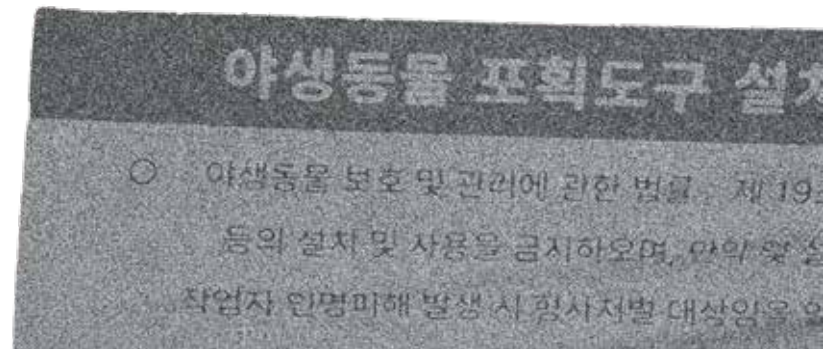 야생동물 포획도구 설치
○ 야생동물 보호 및 관리에 관한 법률 제 19조
등의 설치 및 사용을 금지하오며, 만약 및
작업자 인명피해 발생 시 형사처벌 대상임을